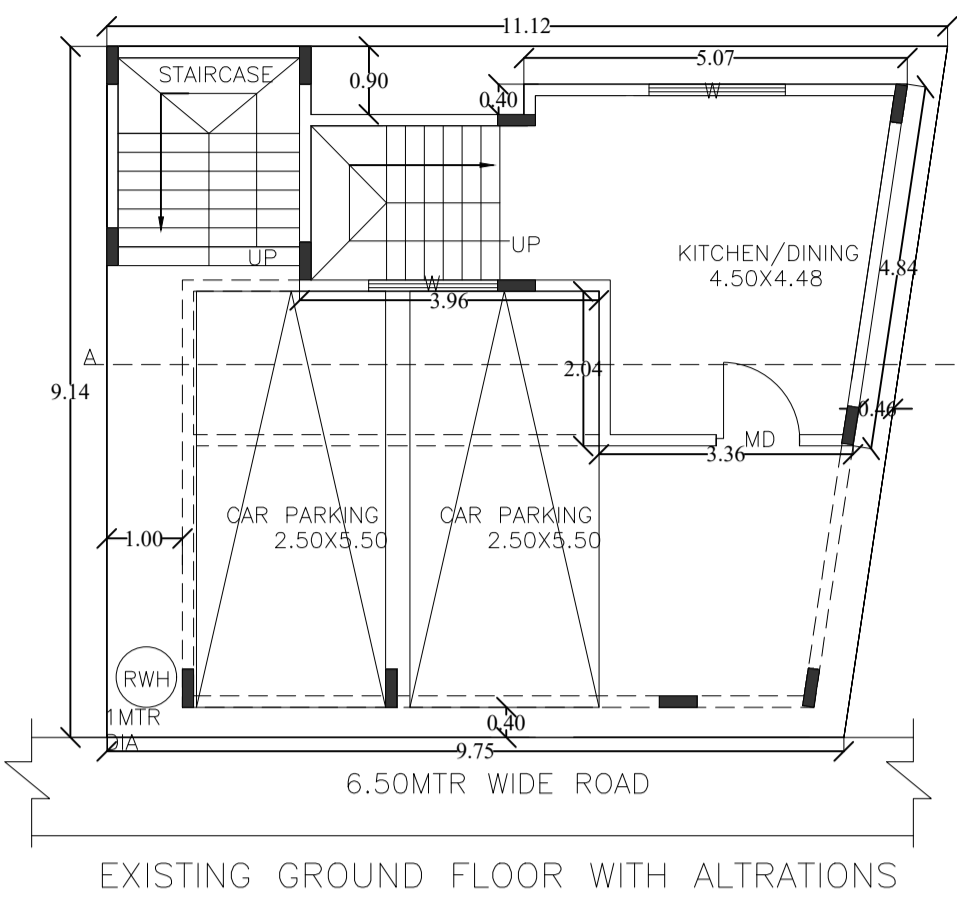 11.12
5.07
STAIRCASE
0.90
0.40
W
UP
UP
KITCHEN/DINING
4.50X4.48
4.84
W
3.96
A
2.04
9.14
0.46
MD
3.36
CAR PARKING
2.50X5.50
CAR PARKING
2.50X5.50
1.00
RWH
1MTR
DIA
0.40
9.75
6.50MTR WIDE ROAD
EXISTING GROUND FLOOR WITH ALTRATIONS